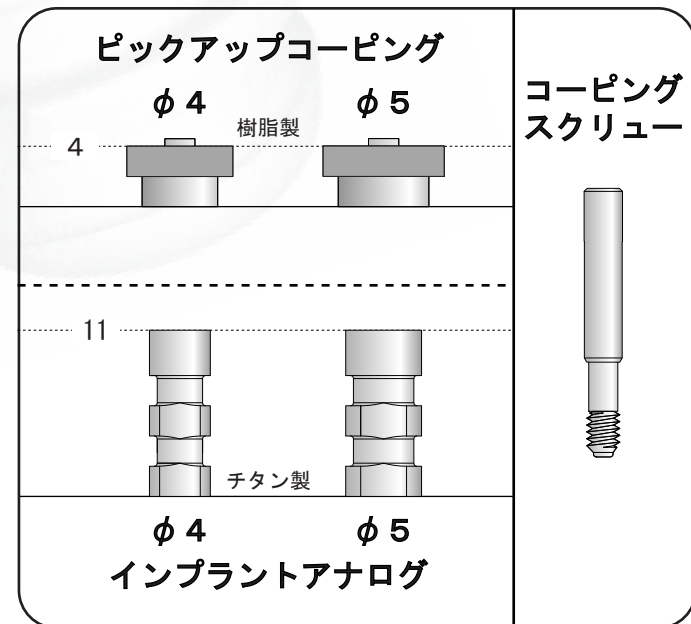 ピックアップコーピング
φ4 φ5
樹脂製
4
11
チタン製
φ4 φ5
インプラントアナログ
コーピング
スクリュー